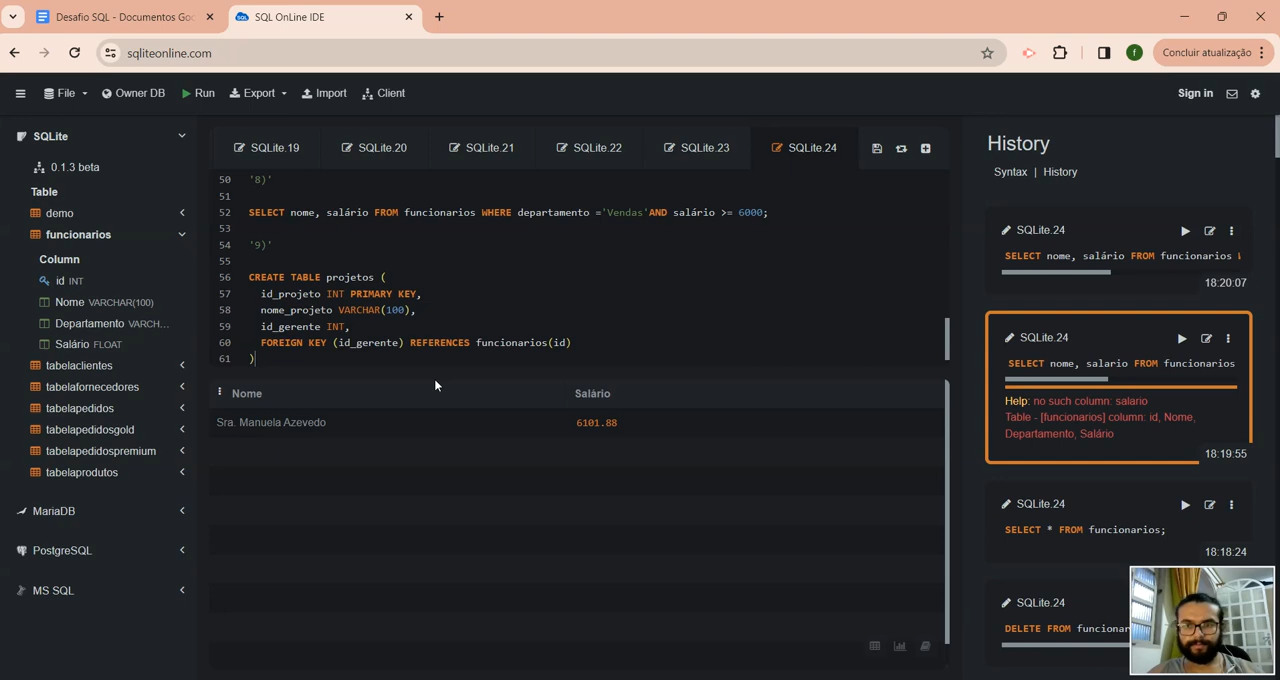 Desafio SQL - Documentos Goo
SQL OnLine IDE
sqliteonline.com
f
Concluir atualização
File
Owner DB
Run
Export
Import
Client
Sign in
SQLite
0.1.3 beta
Table
demo
funcionarios
Column
id INT
Nome VARCHAR(100)
Departamento VARCH...
Salário FLOAT
tabelaclientes
tabelafornecedores
tabelapedidos
tabelapedidosgold
tabelapedidospremium
tabelaprodutos
MariaDB
PostgreSQL
MS SQL
SQLite.19
SQLite.20
SQLite.21
SQLite.22
SQLite.23
SQLite.24
50 '8)'
51
52 SELECT nome, salário FROM funcionarios WHERE departamento ='Vendas'AND salário >= 6000;
53
54 '9)'
55
56 CREATE TABLE projetos (
57 id_projeto INT PRIMARY KEY,
58 nome_projeto VARCHAR(100),
59 id_gerente INT,
60 FOREIGN KEY (id_gerente) REFERENCES funcionarios(id)
61 )
Nome Salário
Sra. Manuela Azevedo 6101.88
History
Syntax | History
SQLite.24
SELECT nome, salário FROM funcionarios
18:20:07
SQLite.24
SELECT nome, salario FROM funcionarios
Help: no such column: salario
Table - [funcionarios] column: id, Nome,
Departamento, Salário
18:19:55
SQLite.24
SELECT * FROM funcionarios;
18:18:24
SQLite.24
DELETE FROM funcionar